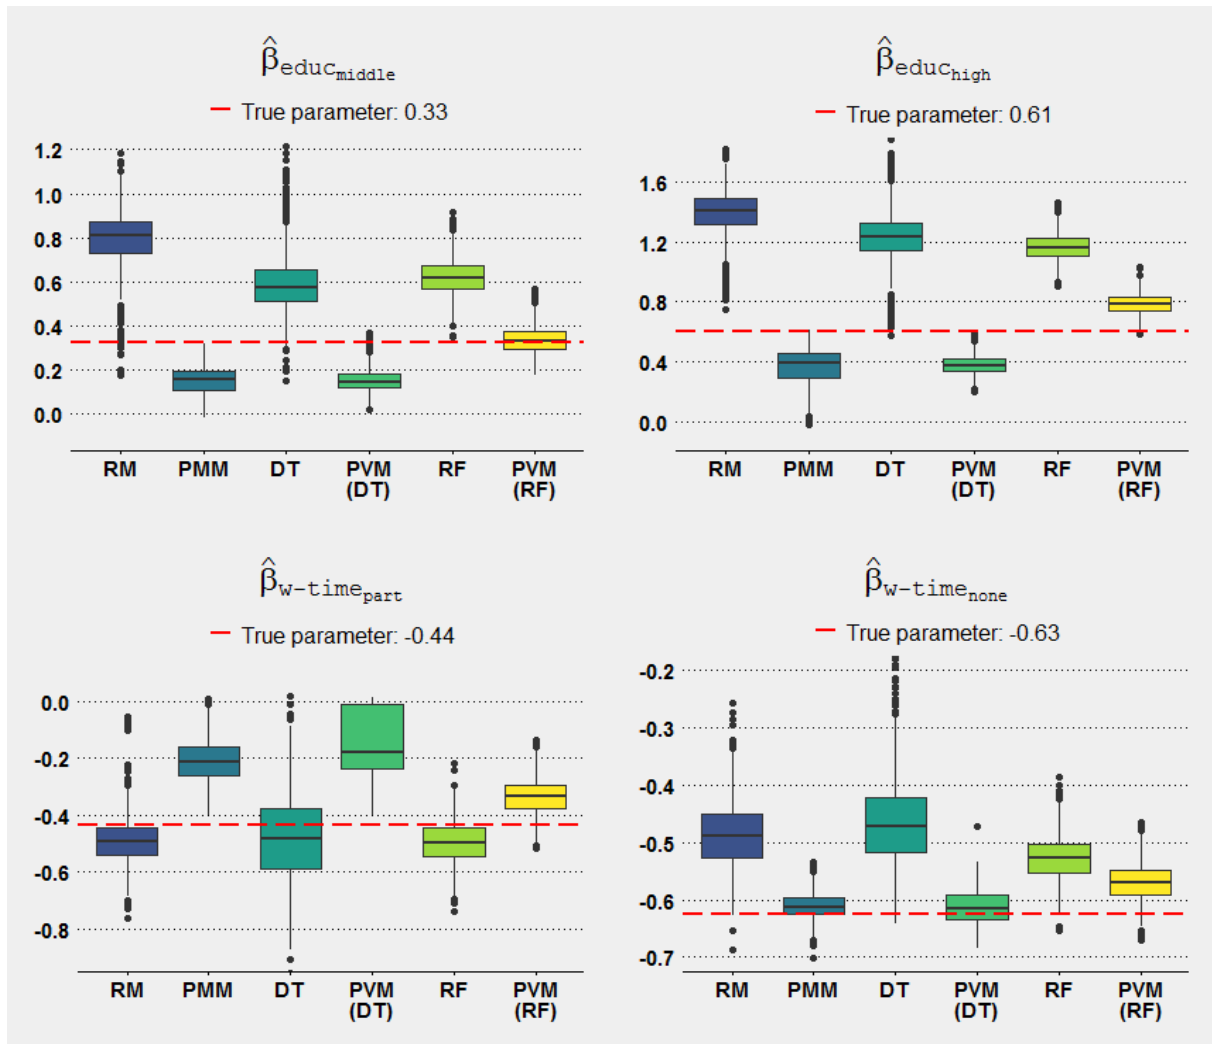 β̂educmiddle
True parameter: 0.33
1.2
1.0
0.8
0.6
0.4
0.2
0.0
RM PMM DT PVM (DT) RF PVM (RF)
β̂educhigh
True parameter: 0.61
1.6
1.2
0.8
0.4
0.0
RM PMM DT PVM (DT) RF PVM (RF)
β̂w-timepart
True parameter: -0.44
0.0
-0.2
-0.4
-0.6
-0.8
RM PMM DT PVM (DT) RF PVM (RF)
β̂w-timenone
True parameter: -0.63
-0.2
-0.3
-0.4
-0.5
-0.6
-0.7
RM PMM DT PVM (DT) RF PVM (RF)